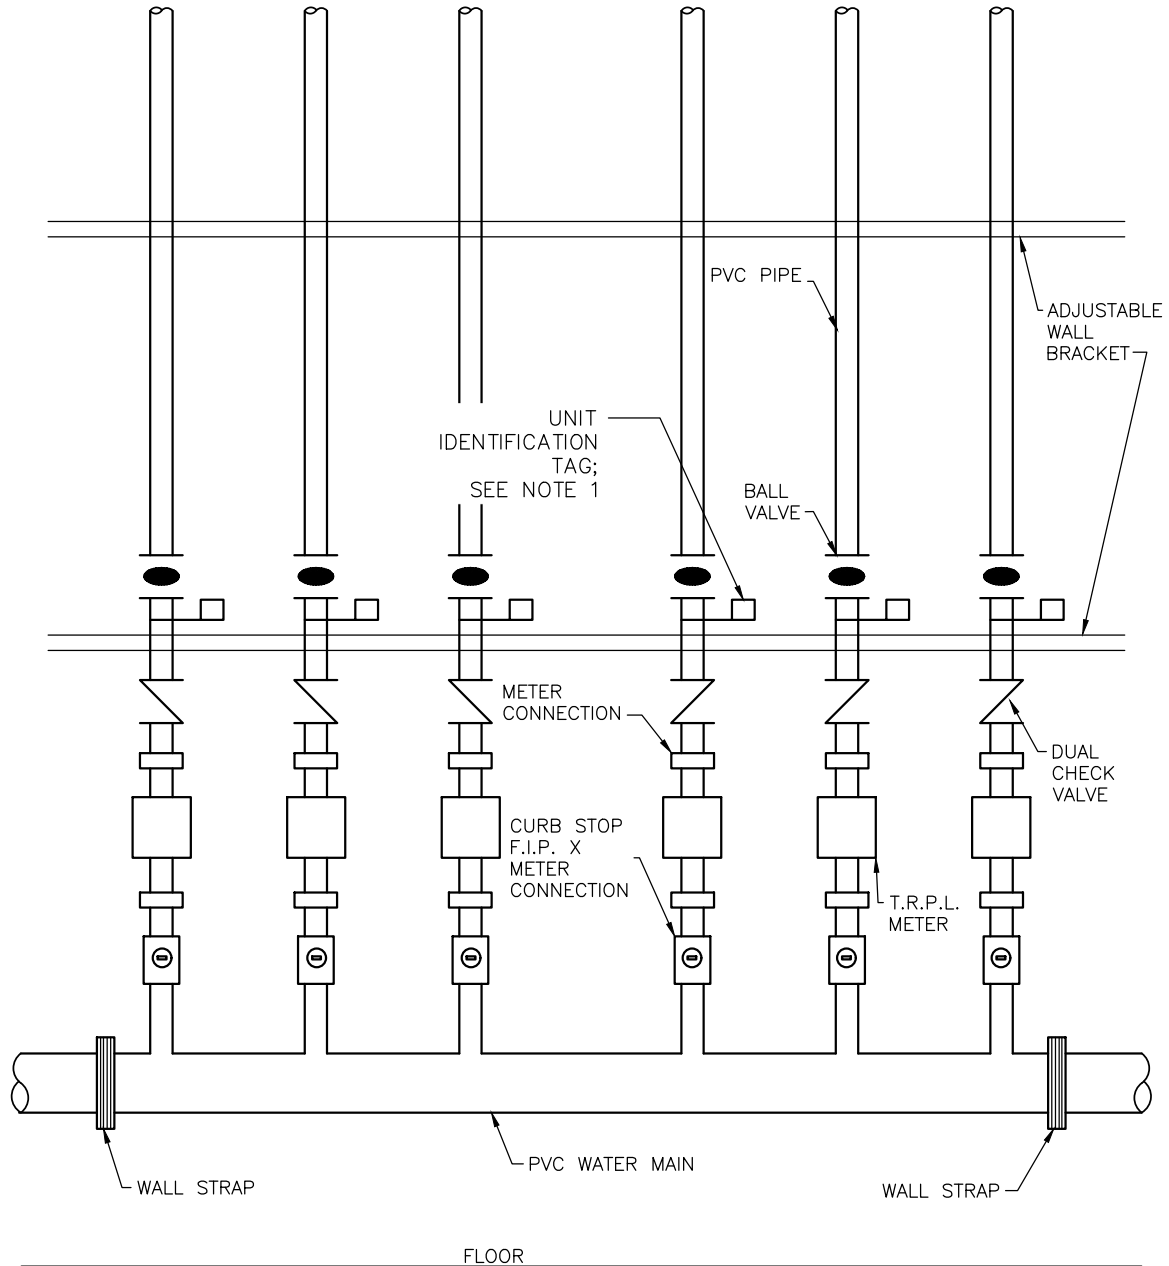 PVC PIPE
ADJUSTABLE
WALL
BRACKET
UNIT
IDENTIFICATION
TAG;
SEE NOTE 1
BALL
VALVE
METER
CONNECTION
DUAL
CHECK
VALVE
CURB STOP
F.I.P. X
METER
CONNECTION
T.R.P.L.
METER
PVC WATER MAIN
WALL STRAP
WALL STRAP
FLOOR